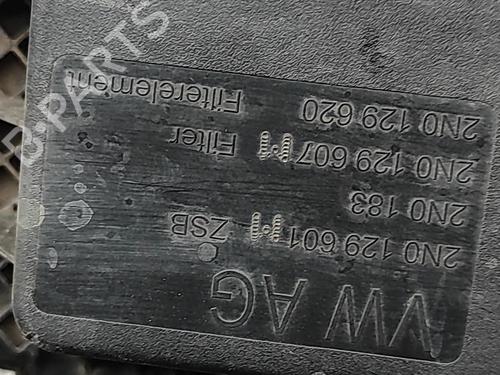 VW AG
2N0 129 601 H ZSB
2N0 183
2N0 129 607 M Filter
2N0 129 620 Filterelement
B-PARTS